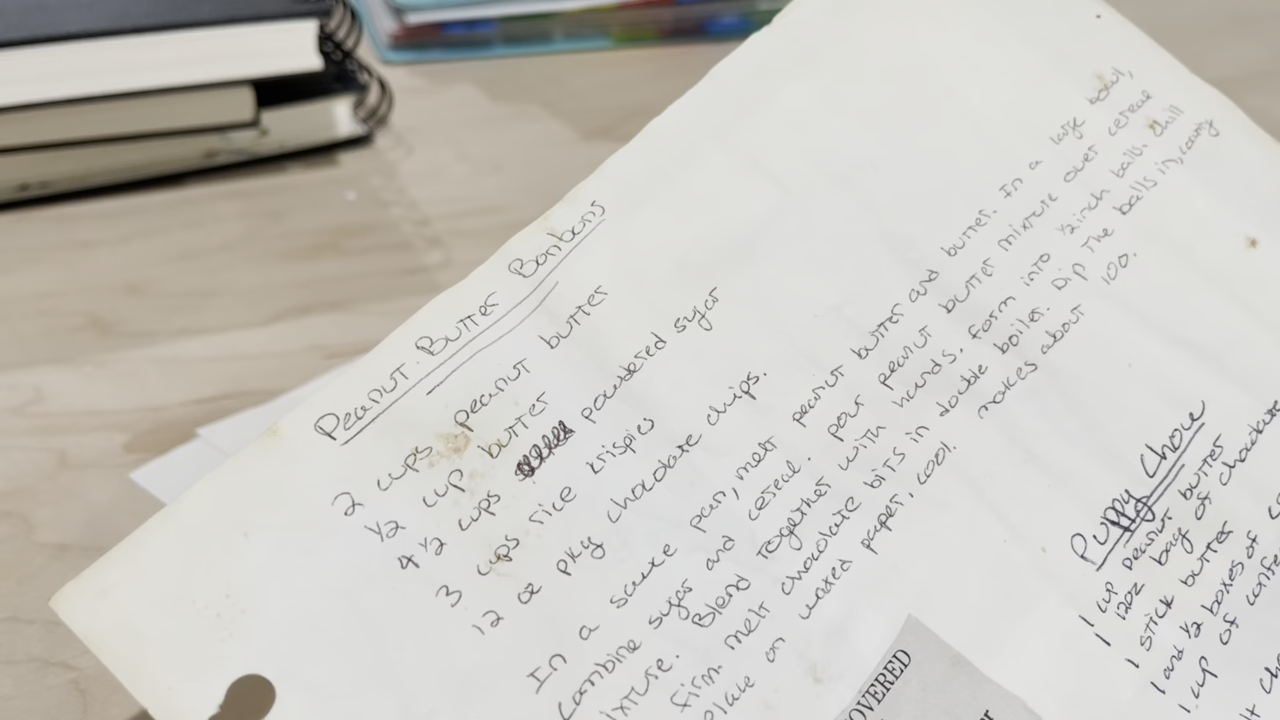 Peanut Butter Bonbons
2 cups peanut butter
1/2 cup butter
4 1/2 cups powdered sugar
3 cups rice krispies
12 oz pkg chocolate chips.
In a sauce pan, melt peanut butter and butter. In a large bowl,
combine sugar and cereal. pour peanut butter mixture over cereal
ixture. Blend together with hands. form into 1/2 inch balls. chill
firm. melt chocolate bits in double boiler. Dip the balls in,
place on waxed paper, cool. makes about 100.
Puppy Chow
1 cup peanut butter
12oz bag of
1 stick butter
1 and 1/2 boxes of
1 cup of
OVERED